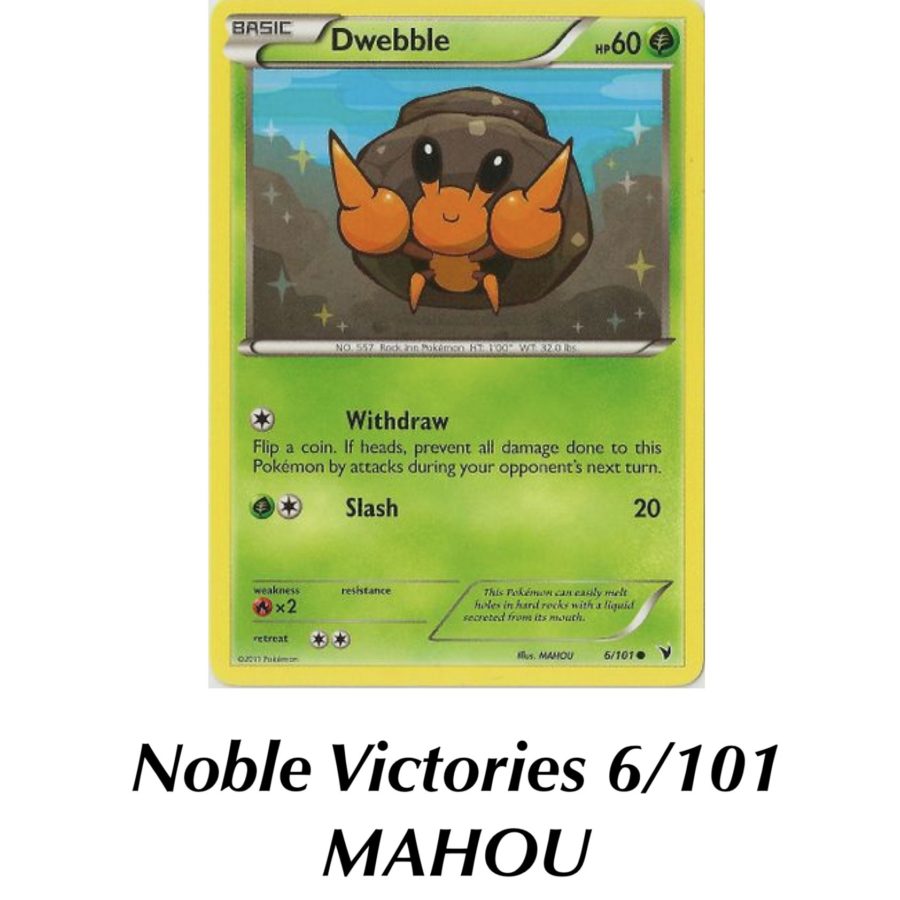 BASIC
Dwebble
HP60
NO. 557 Rock Inn Pokémon HT: 1'00" WT: 32.0 lbs.
Withdraw
Flip a coin. If heads, prevent all damage done to this
Pokémon by attacks during your opponent's next turn.
Slash 20
weakness resistance
×2
This Pokémon can easily melt
holes in hard rocks with a liquid
secreted from its mouth.
retreat
©2011 Pokémon
Illus. MAHOU 6/101
Noble Victories 6/101
MAHOU